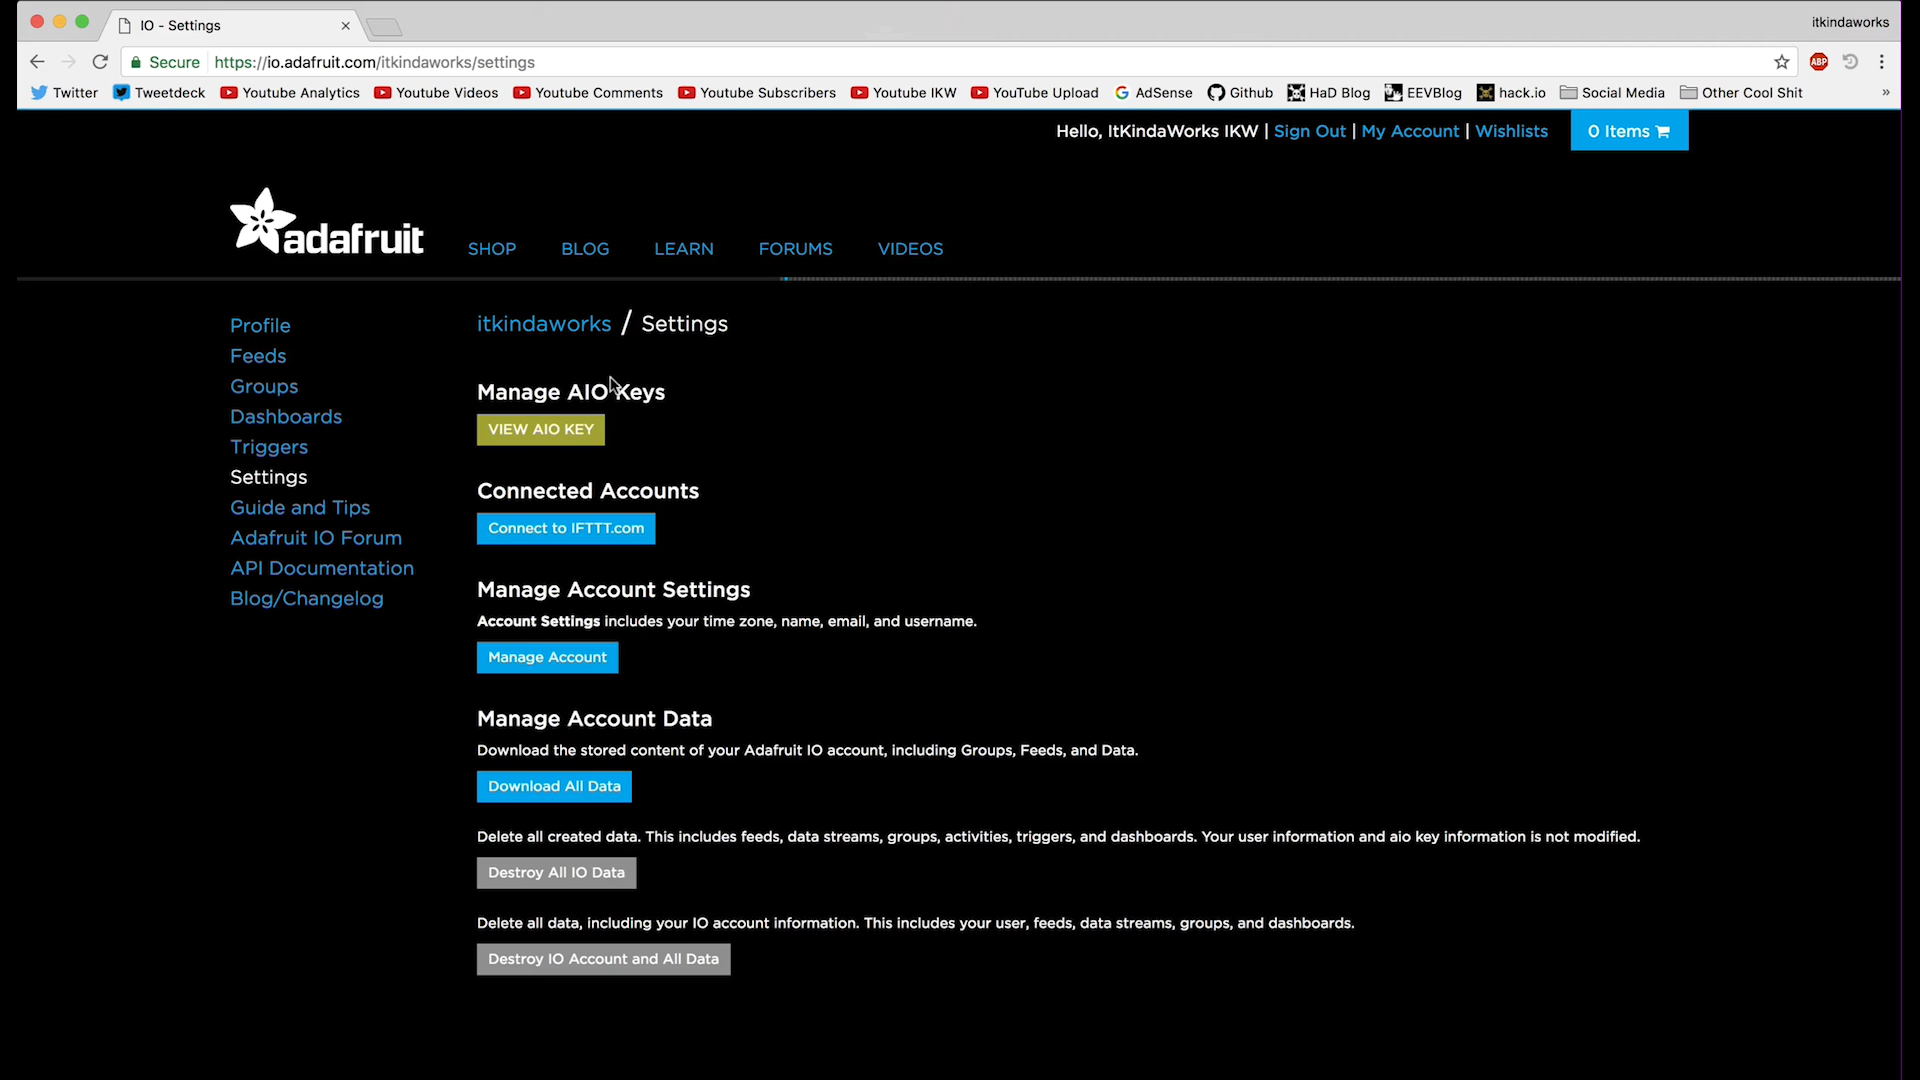 IO - Settings
itkindaworks
Secure
https://io.adafruit.com/itkindaworks/settings
ABP
Twitter Tweetdeck Youtube Analytics Youtube Videos Youtube Comments Youtube Subscribers Youtube IKW YouTube Upload AdSense Github HaD Blog EEVBlog hack.io Social Media Other Cool Shit »
Hello, ItKindaWorks IKW | Sign Out | My Account | Wishlists 0 Items
adafruit
SHOP BLOG LEARN FORUMS VIDEOS
Profile
Feeds
Groups
Dashboards
Triggers
Settings
Guide and Tips
Adafruit IO Forum
API Documentation
Blog/Changelog
itkindaworks / Settings
Manage AIO Keys
VIEW AIO KEY
Connected Accounts
Connect to IFTTT.com
Manage Account Settings
Account Settings includes your time zone, name, email, and username.
Manage Account
Manage Account Data
Download the stored content of your Adafruit IO account, including Groups, Feeds, and Data.
Download All Data
Delete all created data. This includes feeds, data streams, groups, activities, triggers, and dashboards. Your user information and aio key information is not modified.
Destroy All IO Data
Delete all data, including your IO account information. This includes your user, feeds, data streams, groups, and dashboards.
Destroy IO Account and All Data